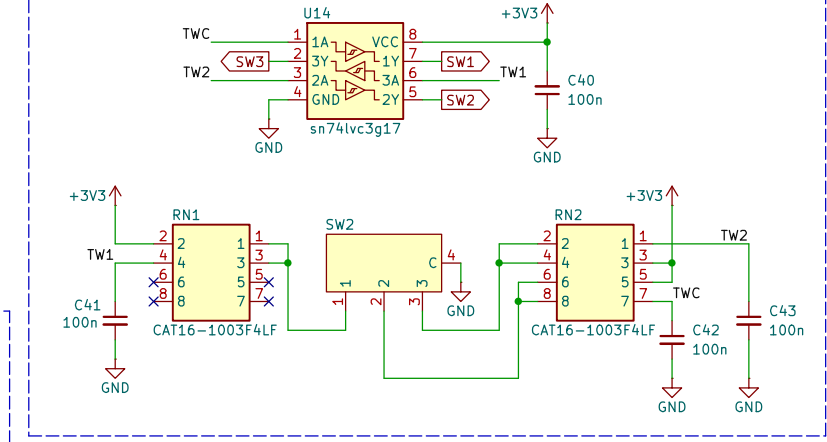 U14
+3V3
TWC 1 1A VCC 8
SW3 2 3Y 1Y 7 SW1
TW2 3 2A 3A 6 TW1
4 GND 2Y 5 SW2
sn74lvc3g17
GND
C40
100n
GND
+3V3
RN1
2 2 1 1
TW1 4 4 3 3
6 6 5 5
8 8 7 7
CAT16-1003F4LF
C41
100n
GND
SW2
C 4
1 2 3
1 2 3
GND
+3V3
RN2
2 2 1 1 TW2
4 4 3 3
6 6 5 5
8 8 7 7 TWC
CAT16-1003F4LF
C42
100n
GND
C43
100n
GND